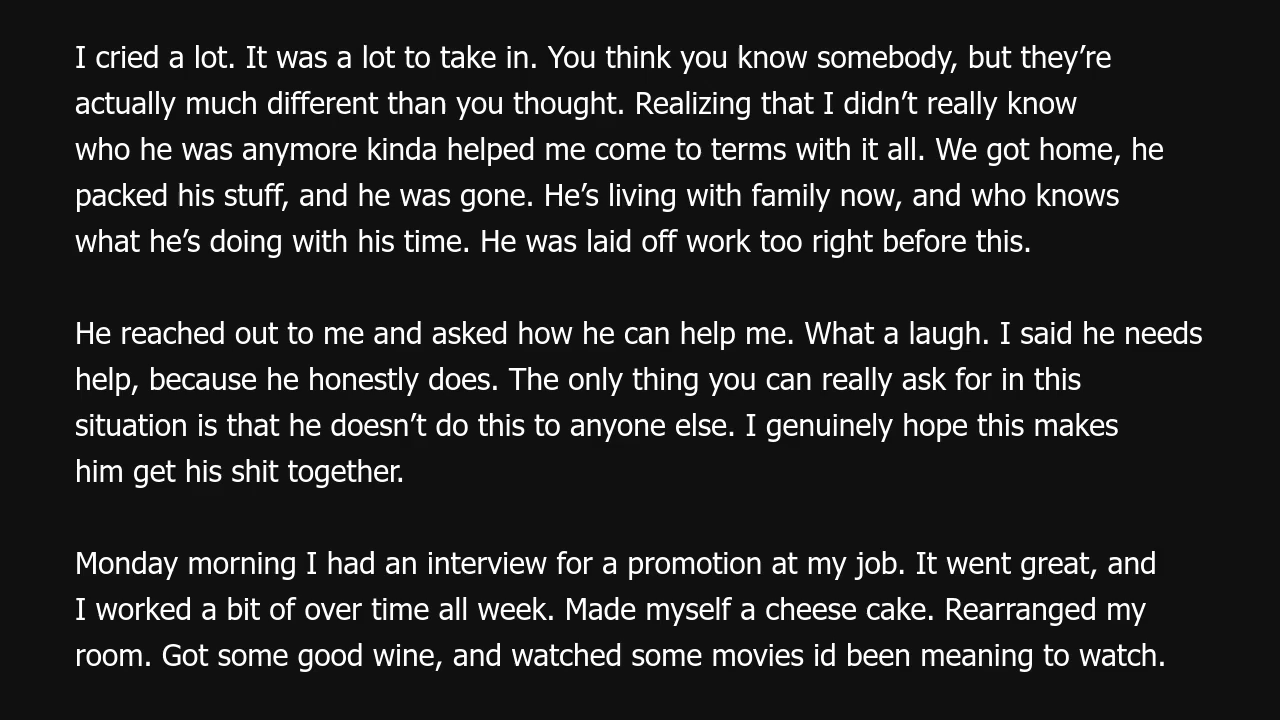 I cried a lot. It was a lot to take in. You think you know somebody, but they’re
actually much different than you thought. Realizing that I didn’t really know
who he was anymore kinda helped me come to terms with it all. We got home, he
packed his stuff, and he was gone. He’s living with family now, and who knows
what he’s doing with his time. He was laid off work too right before this.
He reached out to me and asked how he can help me. What a laugh. I said he needs
help, because he honestly does. The only thing you can really ask for in this
situation is that he doesn’t do this to anyone else. I genuinely hope this makes
him get his shit together.
Monday morning I had an interview for a promotion at my job. It went great, and
I worked a bit of over time all week. Made myself a cheese cake. Rearranged my
room. Got some good wine, and watched some movies id been meaning to watch.